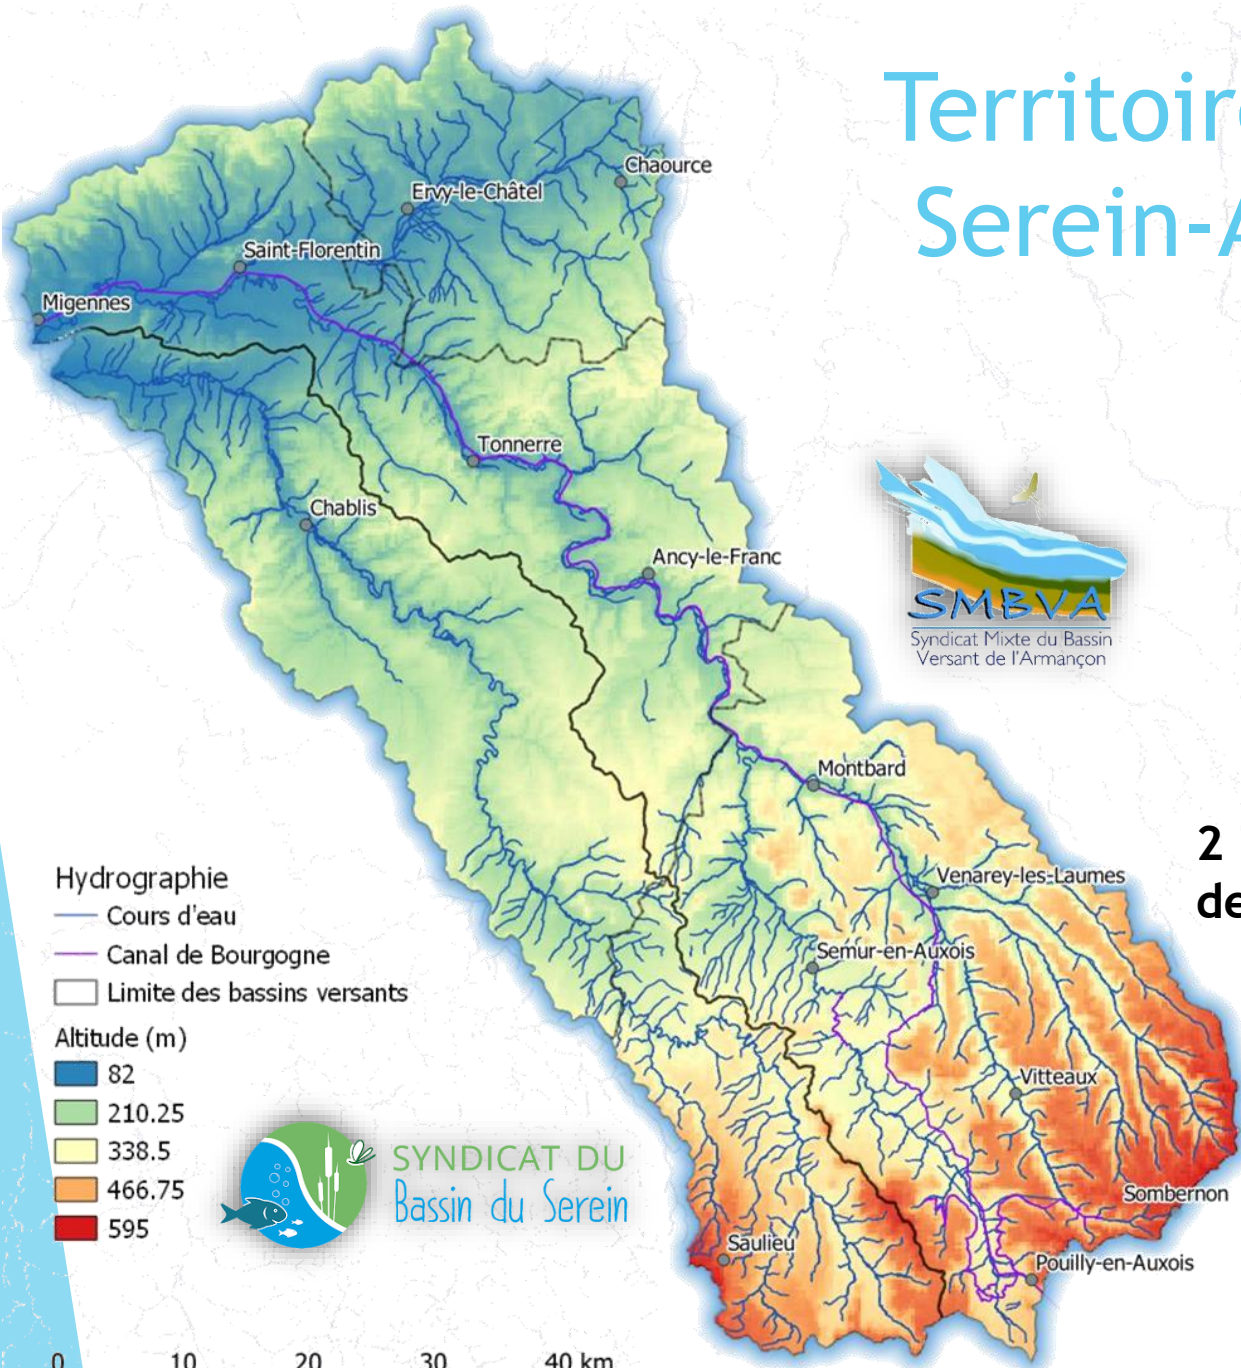 Territoire
Serein-A
Chaource
Ervy-le-Châtel
Saint-Florentin
Migennes
Tonnerre
Chablis
Ancy-le-Franc
SMBVA
Syndicat Mixte du Bassin
Versant de l'Armançon
Montbard
2
de
Venarey-les-Laumes
Semur-en-Auxois
Vitteaux
Sombernon
Saulieu
Pouilly-en-Auxois
Hydrographie
Cours d'eau
Canal de Bourgogne
Limite des bassins versants
Altitude (m)
82
210.25
338.5
466.75
595
SYNDICAT DU
Bassin du Serein
0 10 20 30 40 km